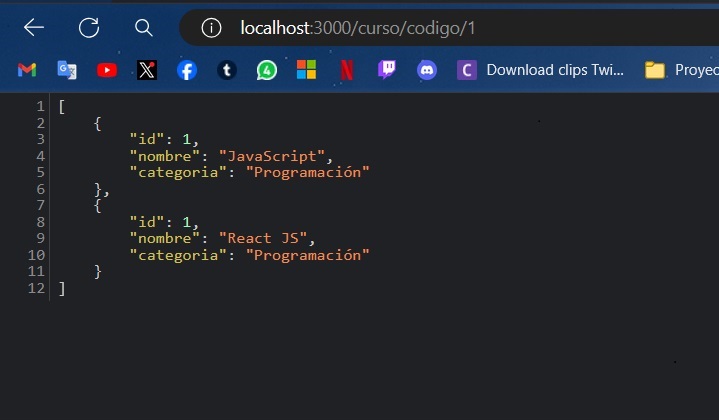 localhost:3000/curso/codigo/1
4 Download clips Twi... Proyec
1 [
2 {
3 "id": 1,
4 "nombre": "JavaScript",
5 "categoria": "Programación"
6 },
7 {
8 "id": 1,
9 "nombre": "React JS",
10 "categoria": "Programación"
11 }
12 ]